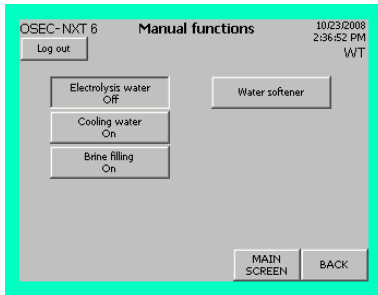 OSEC-NXT 6 Manual functions 10/23/2008
2:36:52 PM
Log out
WT
Electrolysis water
Off
Water softener
Cooling water
On
Brine filling
On
MAIN
SCREEN
BACK